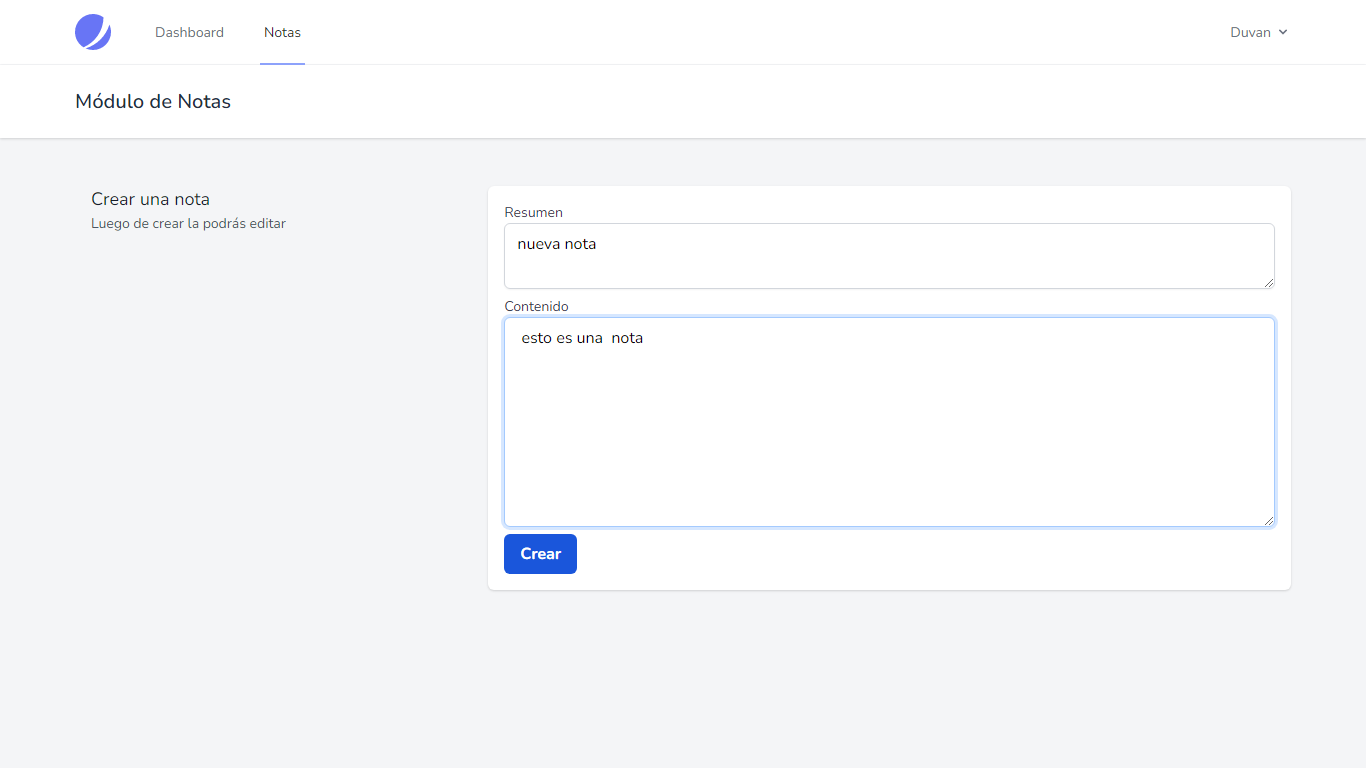 Dashboard Notas Duvan
Módulo de Notas
Crear una nota
Luego de crear la podrás editar
Resumen
nueva nota
Contenido
esto es una  nota
Crear